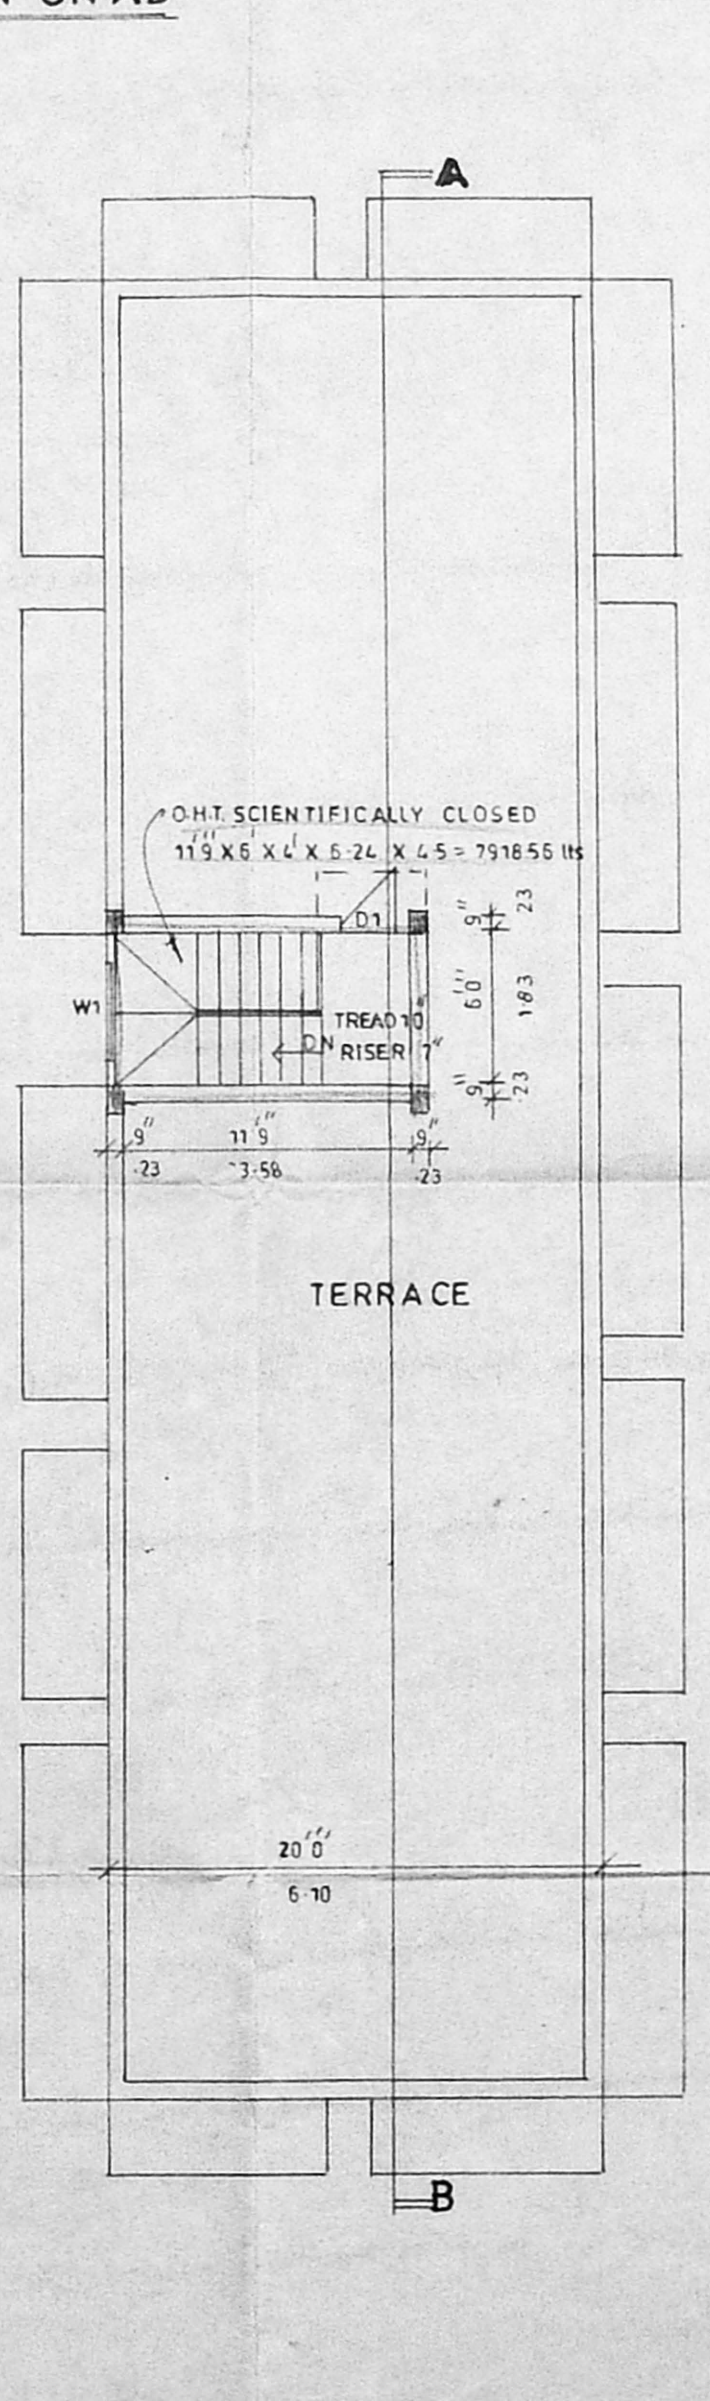 A
O.H.T. SCIENTIFICALLY CLOSED
11'9" X 6' X 4' X 6.24 X 4.5 = 7918.56 lts
D1
9"
.23
W1
6'0"
1.83
TREAD 10"
DN
RISER 7"
9"
.23
9"
11'9"
9"
.23
3.58
.23
TERRACE
20'0"
6.10
B